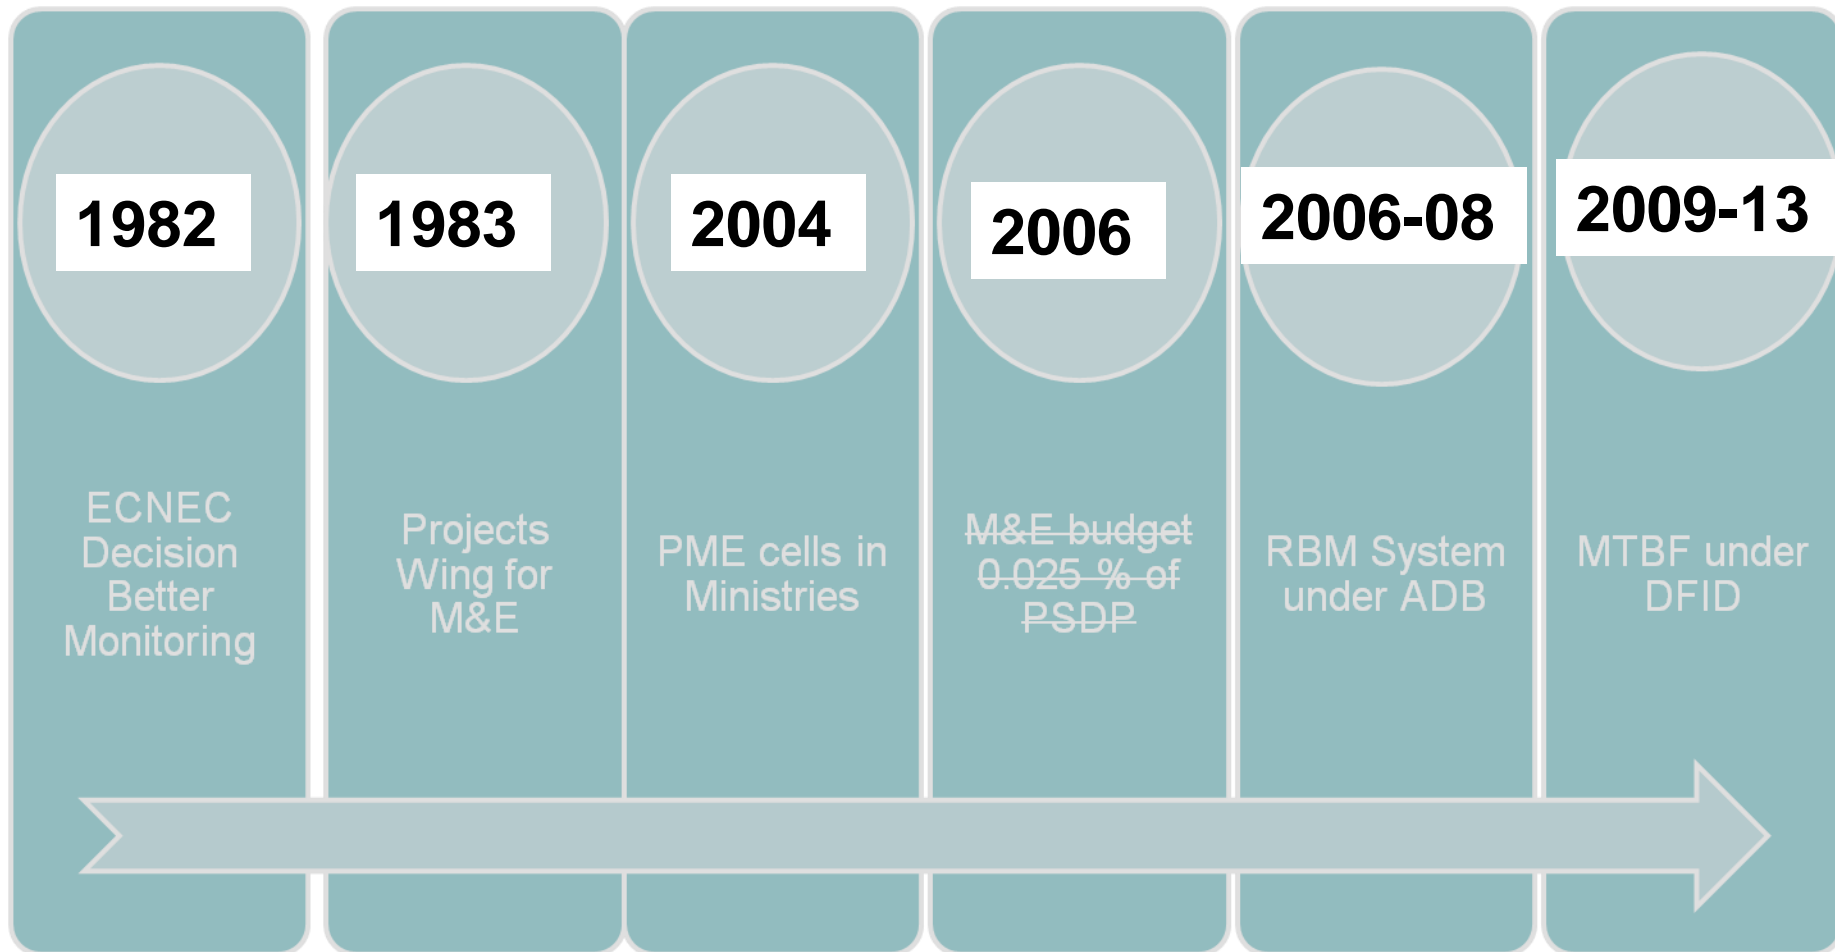 1982
1983
2004
2006
2006-08
2009-13
ECNEC
Decision
Better
Monitoring
Projects
Wing for
M&E
PME cells in
Ministries
M&E budget
0.025 % of
PSDP
RBM System
under ADB
MTBF under
DFID